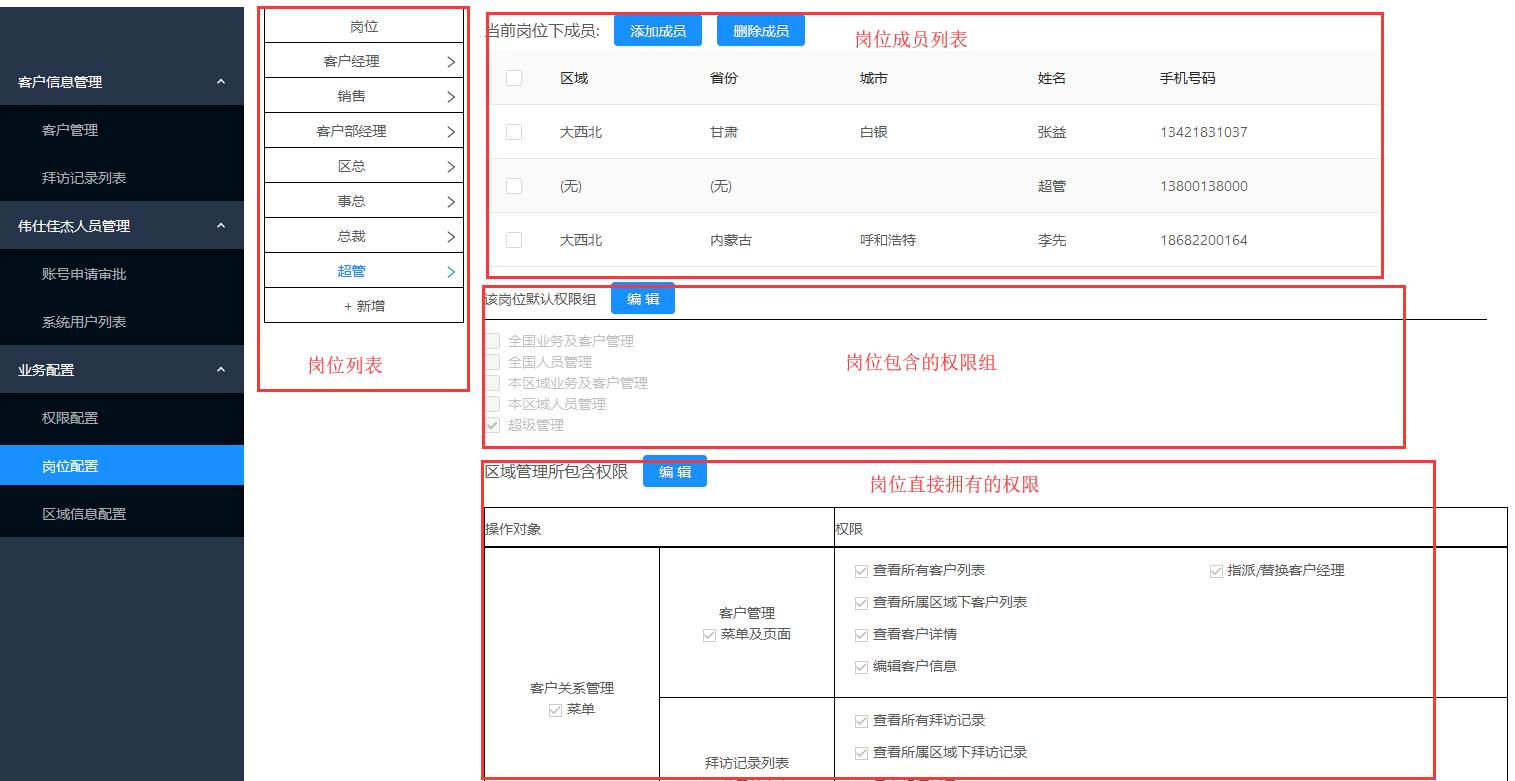 客户信息管理
客户管理
拜访记录列表
伟仕佳杰人员管理
账号申请审批
系统用户列表
业务配置
权限配置
岗位配置
区域信息配置
岗位
客户经理
销售
客户部经理
区总
事总
总裁
超管
+ 新增
岗位列表
当前岗位下成员: 添加成员 删除成员
岗位成员列表
区域 省份 城市 姓名 手机号码
大西北 甘肃 白银 张益 13421831037
(无) (无) 超管 13800138000
大西北 内蒙古 呼和浩特 李先 18682200164
该岗位默认权限组 编 辑
全国业务及客户管理
全国人员管理
本区域业务及客户管理
本区域人员管理
超级管理
岗位包含的权限组
区域管理所包含权限 编 辑
岗位直接拥有的权限
操作对象 权限
客户关系管理
菜单
客户管理
菜单及页面
查看所有客户列表 指派/替换客户经理
查看所属区域下客户列表
查看客户详情
编辑客户信息
拜访记录列表
查看所有拜访记录
查看所属区域下拜访记录